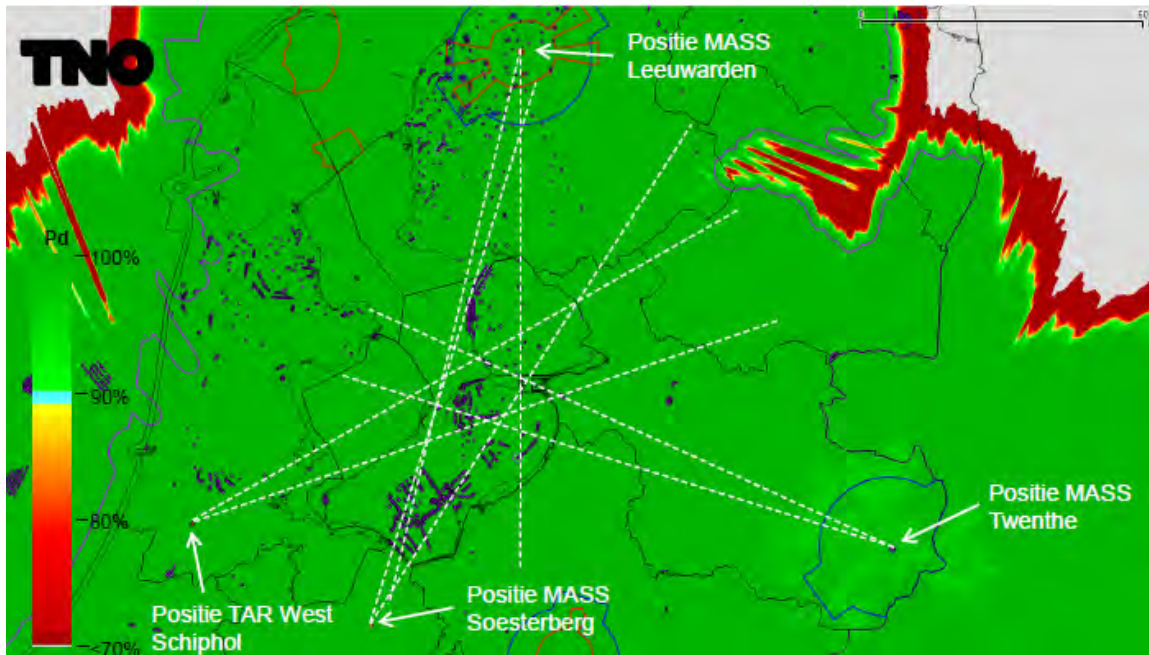 TNO
0
60
Positie MASS
Leeuwarden
Pd
100%
90%
80%
<70%
Positie MASS
Twenthe
Positie MASS
Soesterberg
Positie TAR West
Schiphol